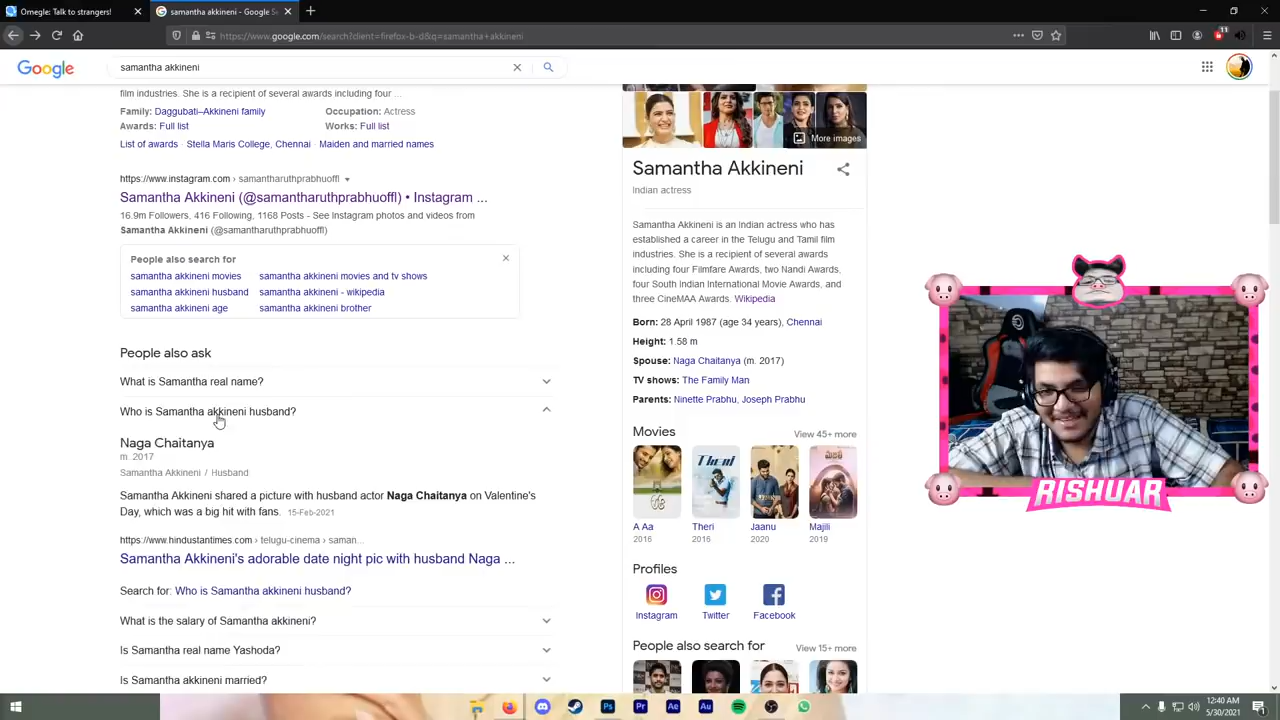 Omegle: Talk to strangers!
samantha akkineni - Google Se
https://www.google.com/search?client=firefox-b-d&q=samantha+akkineni
11
Google
samantha akkineni
film industries. She is a recipient of several awards including four ...
Family: Daggubati–Akkineni family
Occupation: Actress
Awards: Full list
Works: Full list
List of awards · Stella Maris College, Chennai · Maiden and married names
https://www.instagram.com › samantharuthprabhuoffl
Samantha Akkineni (@samantharuthprabhuoffl) • Instagram ...
16.9m Followers, 416 Following, 1168 Posts - See Instagram photos and videos from
Samantha Akkineni (@samantharuthprabhuoffl)
People also search for
samantha akkineni movies
samantha akkineni movies and tv shows
samantha akkineni husband
samantha akkineni - wikipedia
samantha akkineni age
samantha akkineni brother
People also ask
What is Samantha real name?
Who is Samantha akkineni husband?
Naga Chaitanya
m. 2017
Samantha Akkineni / Husband
Samantha Akkineni shared a picture with husband actor Naga Chaitanya on Valentine's
Day, which was a big hit with fans. 15-Feb-2021
https://www.hindustantimes.com › telugu-cinema › saman...
Samantha Akkineni's adorable date night pic with husband Naga ...
Search for: Who is Samantha akkineni husband?
What is the salary of Samantha akkineni?
Is Samantha real name Yashoda?
Is Samantha akkineni married?
More images
Samantha Akkineni
Indian actress
Samantha Akkineni is an Indian actress who has
established a career in the Telugu and Tamil film
industries. She is a recipient of several awards
including four Filmfare Awards, two Nandi Awards,
four South Indian International Movie Awards, and
three CineMAA Awards. Wikipedia
Born: 28 April 1987 (age 34 years), Chennai
Height: 1.58 m
Spouse: Naga Chaitanya (m. 2017)
TV shows: The Family Man
Parents: Ninette Prabhu, Joseph Prabhu
Movies
View 45+ more
Theri
A Aa
Theri
Jaanu
Majili
2016
2016
2020
2019
Profiles
Instagram
Twitter
Facebook
People also search for
View 15+ more
RISHUAR
Ps
Pr
Ae
Au
12:40 AM
5/30/2021
1